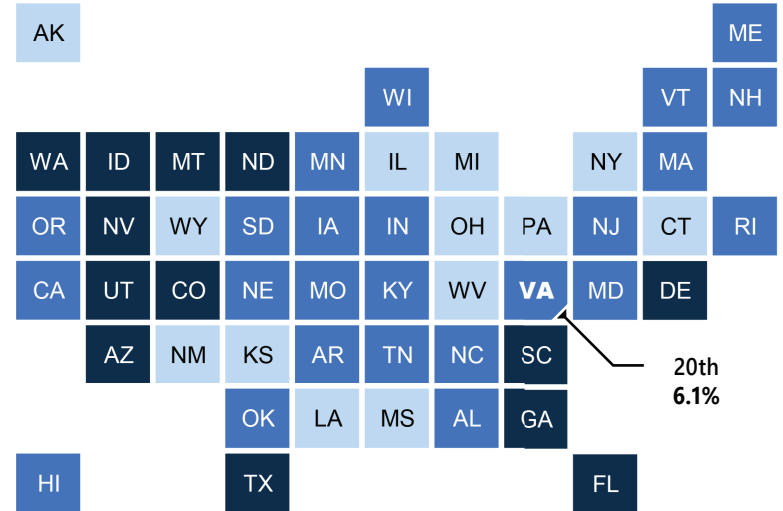 AK ME
WI VT NH
WA ID MT ND MN IL MI NY MA
OR NV WY SD IA IN OH PA NJ CT RI
CA UT CO NE MO KY WV VA MD DE
AZ NM KS AR TN NC SC
20th
6.1%
OK LA MS AL GA
HI TX FL